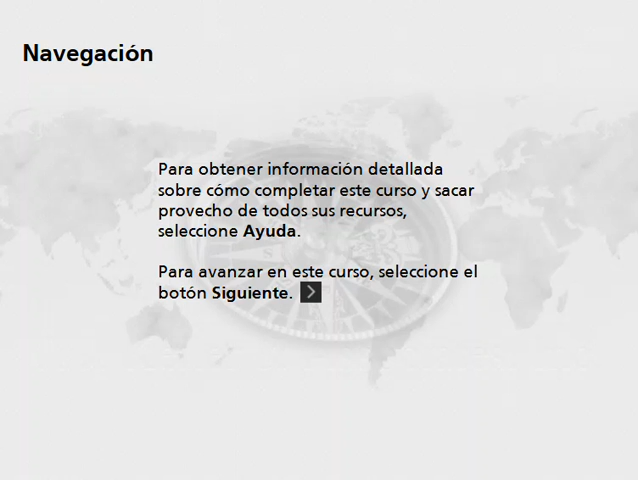 Navegación
Para obtener información detallada
sobre cómo completar este curso y sacar
provecho de todos sus recursos,
seleccione Ayuda.
Para avanzar en este curso, seleccione el
botón Siguiente.